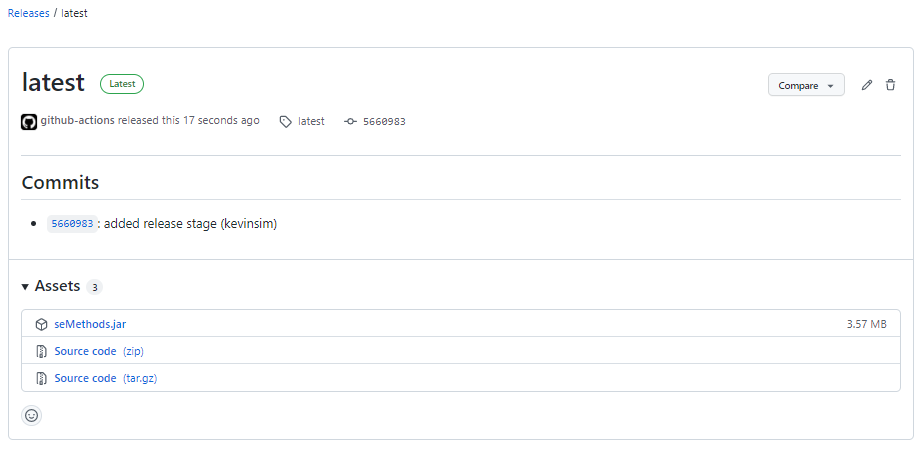 Releases / latest
latest Latest Compare
github-actions released this 17 seconds ago latest 5660983
Commits
5660983 : added release stage (kevinsim)
Assets 3
seMethods.jar 3.57 MB
Source code (zip)
Source code (tar.gz)